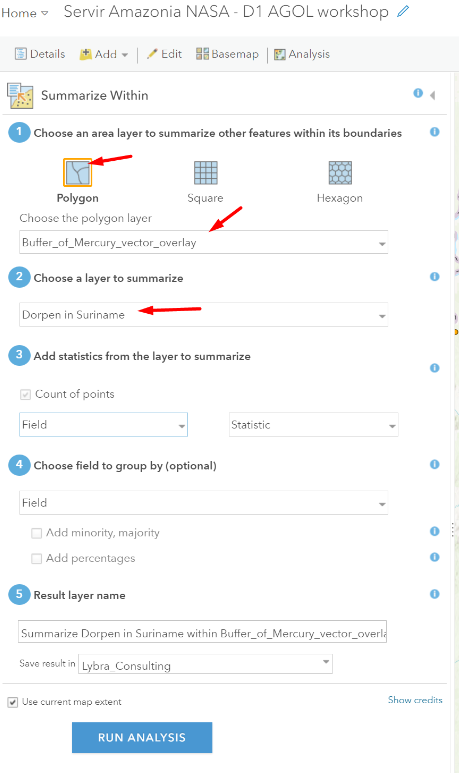 Home Servir Amazonia NASA - D1 AGOL workshop
Details Add Edit Basemap Analysis
Summarize Within
1 Choose an area layer to summarize other features within its boundaries
Polygon Square Hexagon
Choose the polygon layer
Buffer_of_Mercury_vector_overlay
2 Choose a layer to summarize
Dorpen in Suriname
3 Add statistics from the layer to summarize
Count of points
Field Statistic
4 Choose field to group by (optional)
Field
Add minority, majority
Add percentages
5 Result layer name
Summarize Dorpen in Suriname within Buffer_of_Mercury_vector_overla
Save result in Lybra_Consulting
Use current map extent Show credits
RUN ANALYSIS